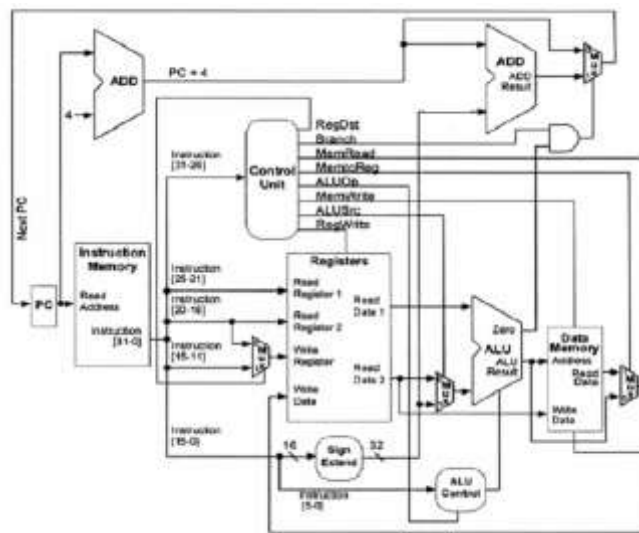 ADD
PC + 4
4
ADD
ADD
Result
MUX
RegDst
Branch
MemRead
MemtoReg
ALUOp
MemWrite
ALUSrc
RegWrite
Instruction
[31-26]
Control
Unit
Next PC
Instruction
Memory
Read
Address
Instruction
[31-0]
PC
Instruction
[25-21]
Instruction
[20-16]
Instruction
[15-11]
Instruction
[15-0]
Registers
Read
Register 1
Read
Register 2
Write
Register
Write
Data
Read
Data 1
Read
Data 2
MUX
MUX
Zero
ALU
ALU
Result
Data
Memory
Address
Read
Data
Write
Data
MUX
16
Sign
Extend
32
ALU
Control
Instruction
[5-0]